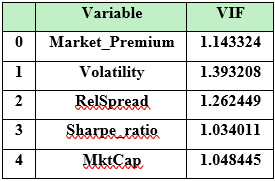 Variable VIF
0 Market_Premium 1.143324
1 Volatility 1.393208
2 RelSpread 1.262449
3 Sharpe_ratio 1.034011
4 MktCap 1.048445